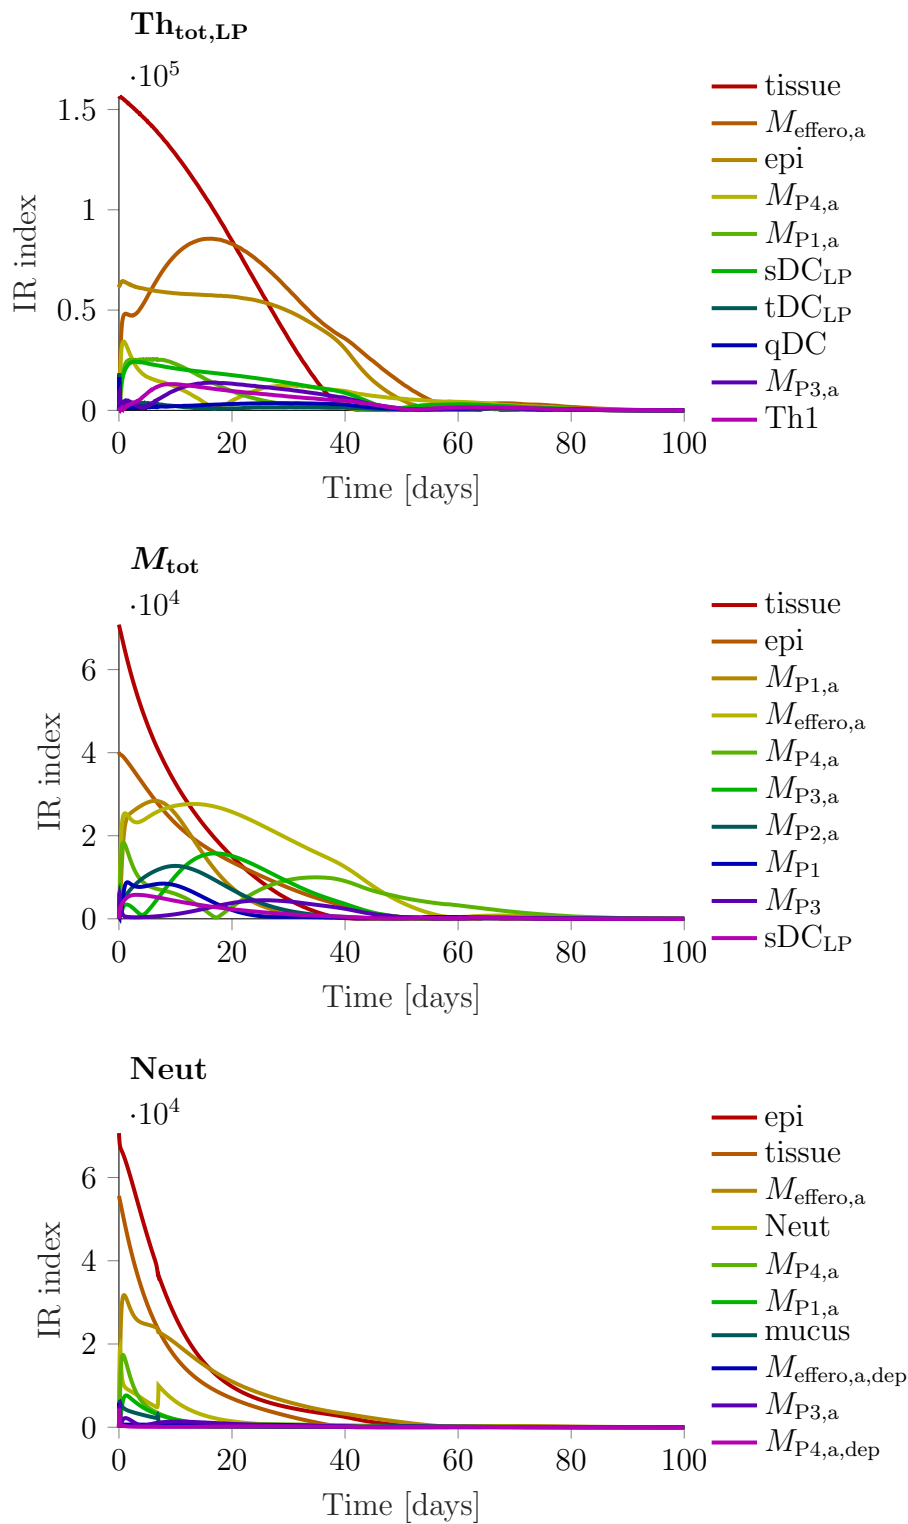 Th_tot,LP
·10^5
IR index
1.5
1
0.5
0
0 20 40 60 80 100
Time [days]
tissue
M_effero,a
epi
M_P4,a
M_P1,a
sDC_LP
tDC_LP
qDC
M_P3,a
Th1
M_tot
·10^4
IR index
6
4
2
0
0 20 40 60 80 100
Time [days]
tissue
epi
M_P1,a
M_effero,a
M_P4,a
M_P3,a
M_P2,a
M_P1
M_P3
sDC_LP
Neut
·10^4
IR index
6
4
2
0
0 20 40 60 80 100
Time [days]
epi
tissue
M_effero,a
Neut
M_P4,a
M_P1,a
mucus
M_effero,a,dep
M_P3,a
M_P4,a,dep